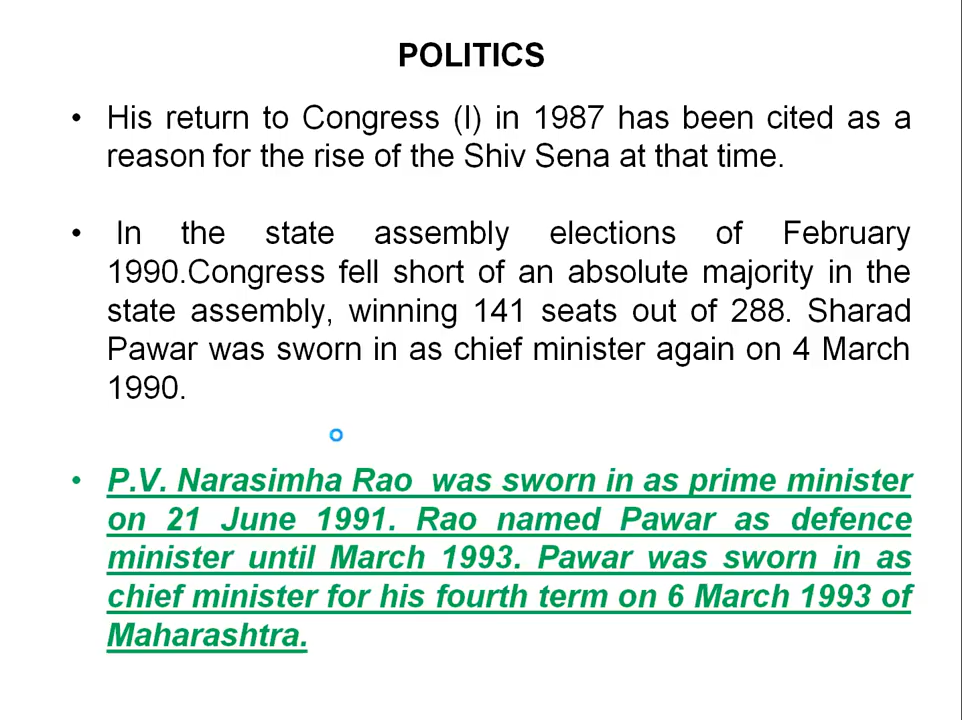 POLITICS
• His return to Congress (I) in 1987 has been cited as a
reason for the rise of the Shiv Sena at that time.
• In the state assembly elections of February
1990.Congress fell short of an absolute majority in the
state assembly, winning 141 seats out of 288. Sharad
Pawar was sworn in as chief minister again on 4 March
1990.
• P.V. Narasimha Rao was sworn in as prime minister
on 21 June 1991. Rao named Pawar as defence
minister until March 1993. Pawar was sworn in as
chief minister for his fourth term on 6 March 1993 of
Maharashtra.